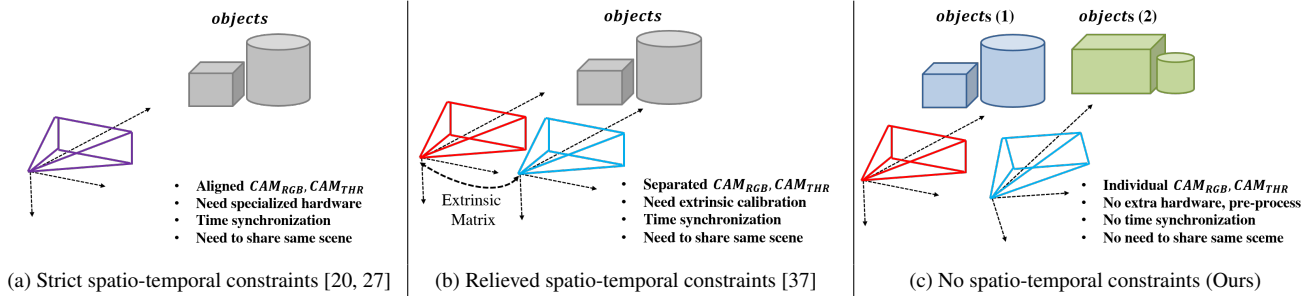 objects
• Aligned CAM_RGB, CAM_THR
• Need specialized hardware
• Time synchronization
• Need to share same scene
(a) Strict spatio-temporal constraints [20, 27]
objects
Extrinsic
Matrix
• Separated CAM_RGB, CAM_THR
• Need extrinsic calibration
• Time synchronization
• Need to share same scene
(b) Relieved spatio-temporal constraints [37]
objects (1)
objects (2)
• Individual CAM_RGB, CAM_THR
• No extra hardware, pre-process
• No time synchronization
• No need to share same sceme
(c) No spatio-temporal constraints (Ours)